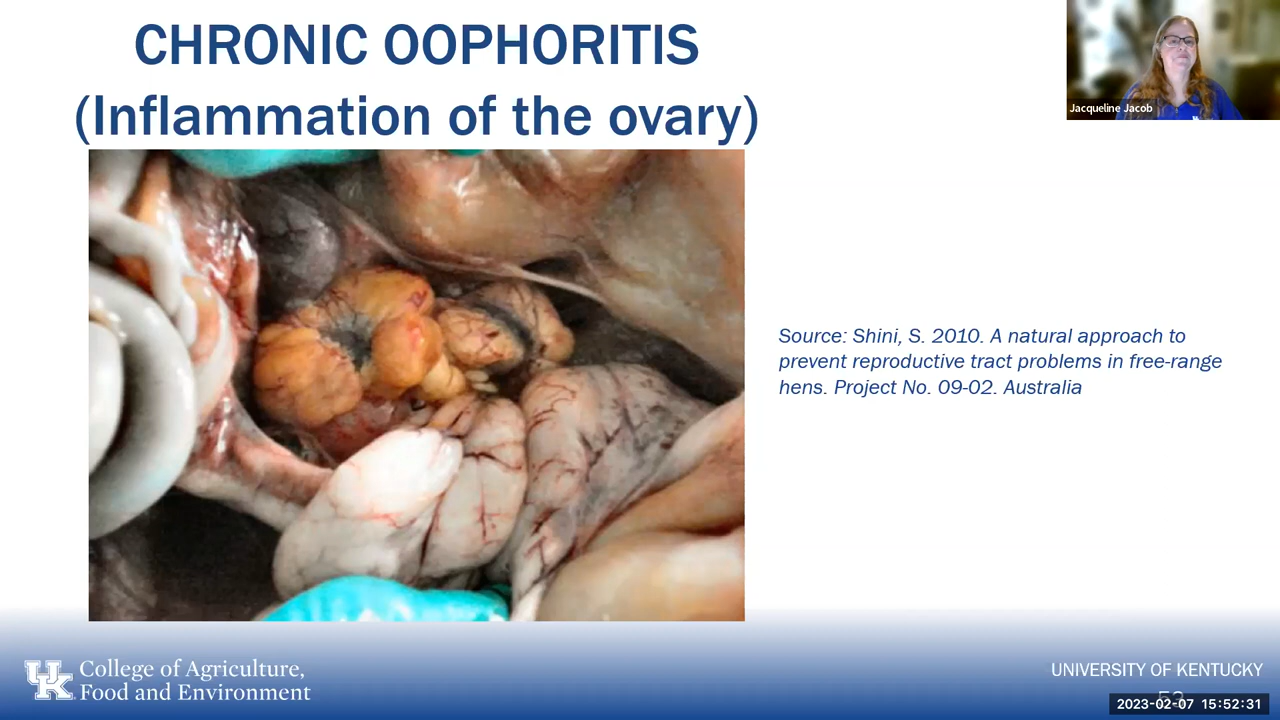 CHRONIC OOPHORITIS
(Inflammation of the ovary)
Jacqueline Jacob
Source: Shini, S. 2010. A natural approach to
prevent reproductive tract problems in free-range
hens. Project No. 09-02. Australia
UK
College of Agriculture,
Food and Environment
UNIVERSITY OF KENTUCKY
2023-02-07 15:52:31